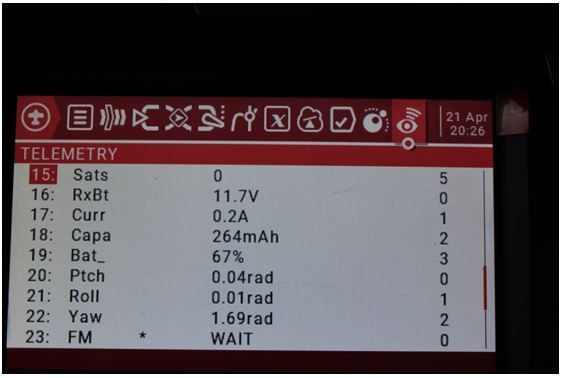 21 Apr
20:26
TELEMETRY
15: Sats 0 5
16: RxBt 11.7V 0
17: Curr 0.2A 1
18: Capa 264mAh 2
19: Bat_ 67% 3
20: Ptch 0.04rad 0
21: Roll 0.01rad 1
22: Yaw 1.69rad 2
23: FM * WAIT 0